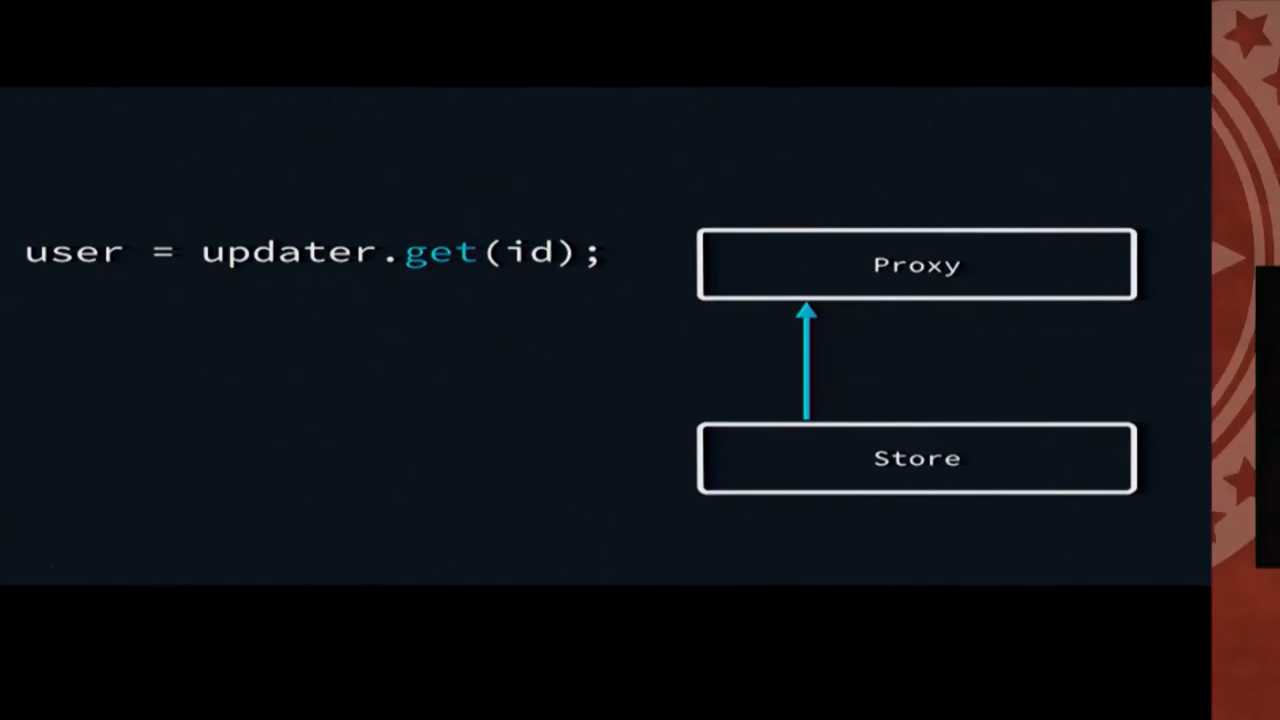 user = updater.get(id);
Proxy
Store